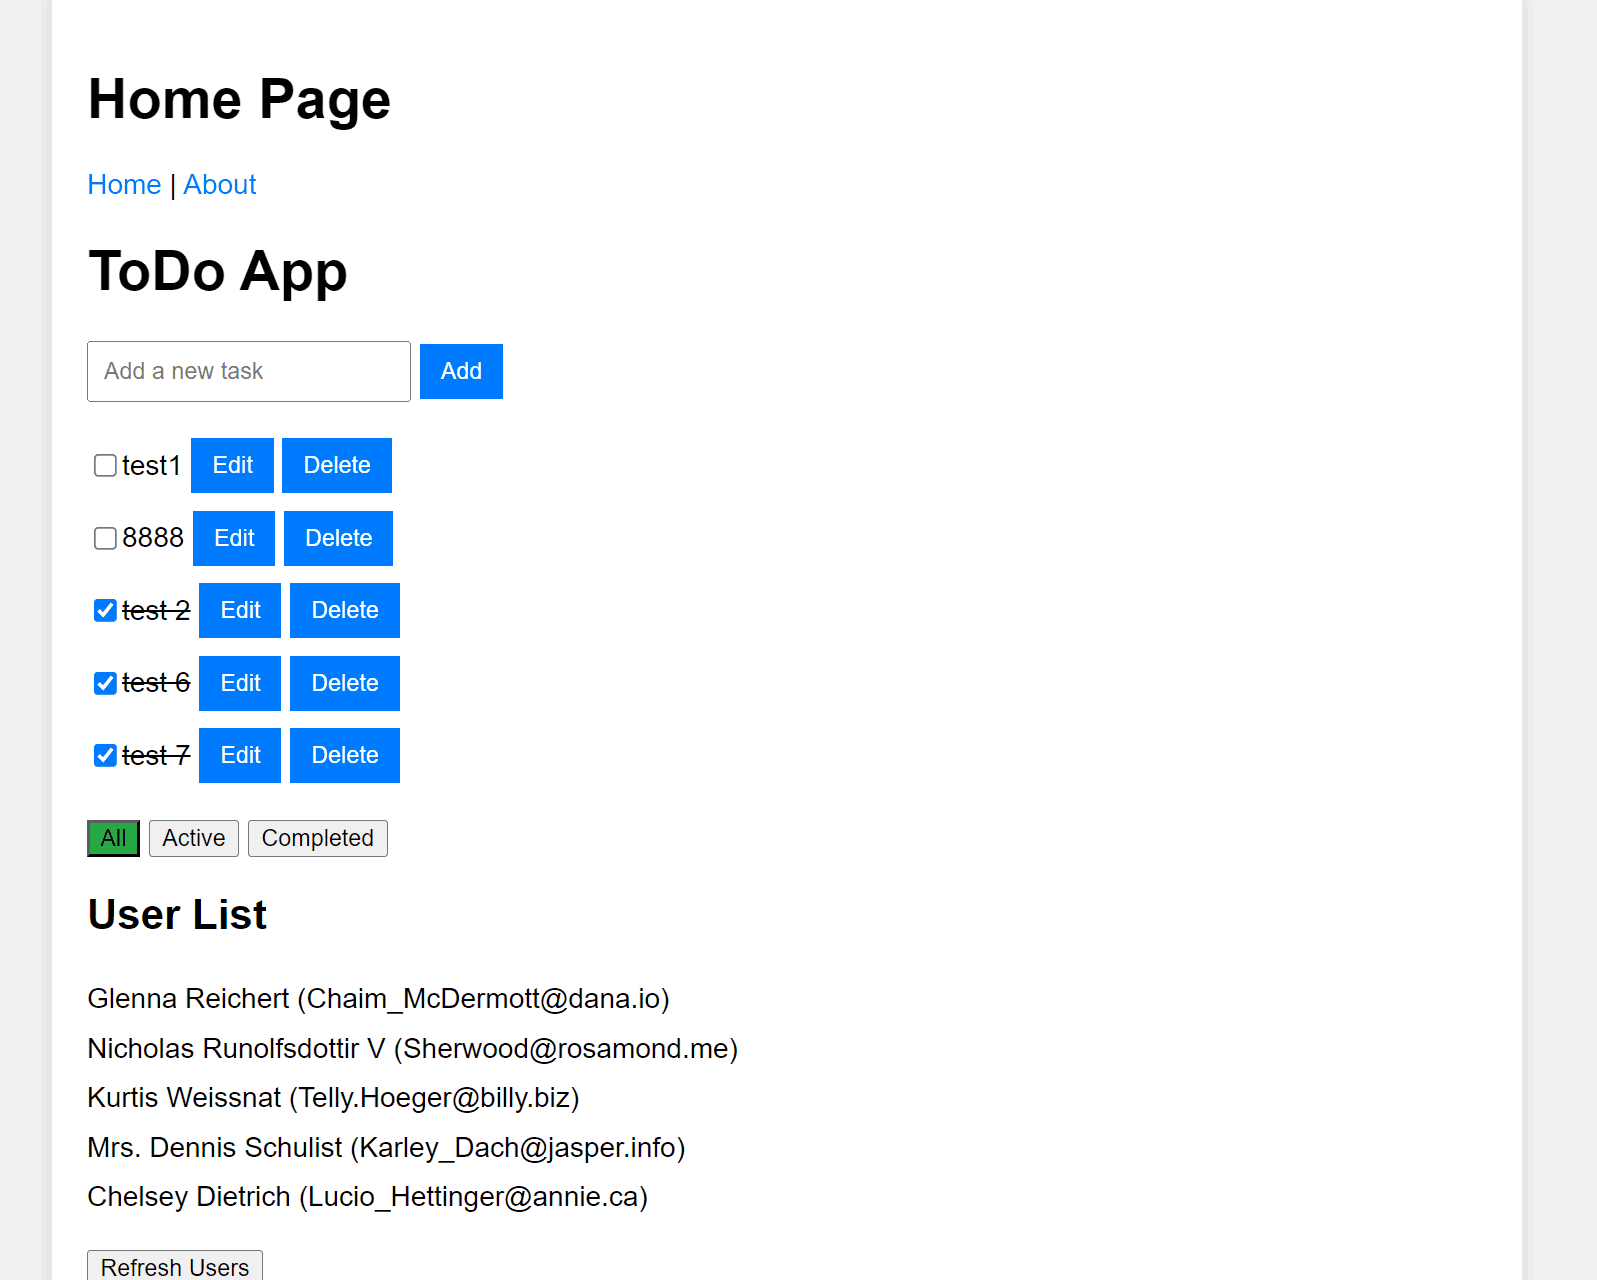 Home Page
Home | About
ToDo App
Add a new task Add
test1 Edit Delete
8888 Edit Delete
test 2 Edit Delete
test 6 Edit Delete
test 7 Edit Delete
All Active Completed
User List
Glenna Reichert (Chaim_McDermott@dana.io)
Nicholas Runolfsdottir V (Sherwood@rosamond.me)
Kurtis Weissnat (Telly.Hoeger@billy.biz)
Mrs. Dennis Schulist (Karley_Dach@jasper.info)
Chelsey Dietrich (Lucio_Hettinger@annie.ca)
Refresh Users